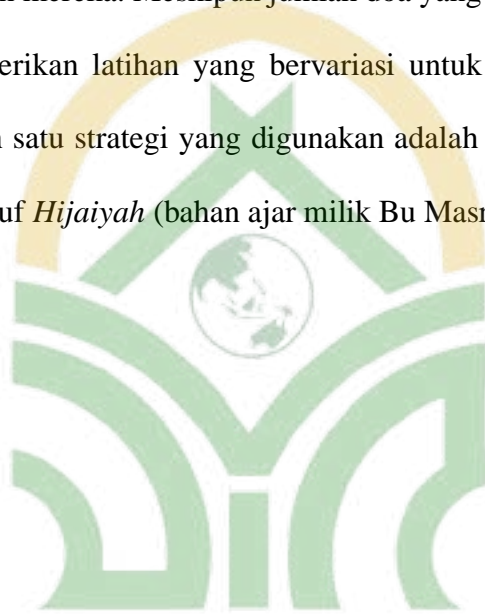 mereka. Meskipun jumlah doa yang
erikan latihan yang bervariasi untuk
satu strategi yang digunakan adalah
uf Hijaiyah (bahan ajar milik Bu Masr